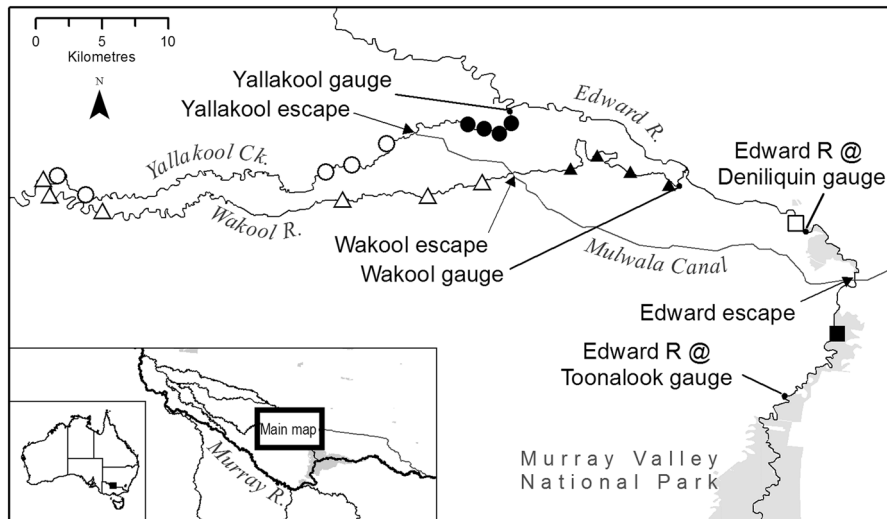 0 5 10
Kilometres
N
Yallakool gauge
Yallakool escape
Edward R.
Yallakool Ck.
Edward R @
Deniliquin gauge
Wakool R.
Wakool escape
Wakool gauge
Mulwala Canal
Edward escape
Edward R @
Toonalook gauge
Main map
Murray R.
Murray Valley
National Park